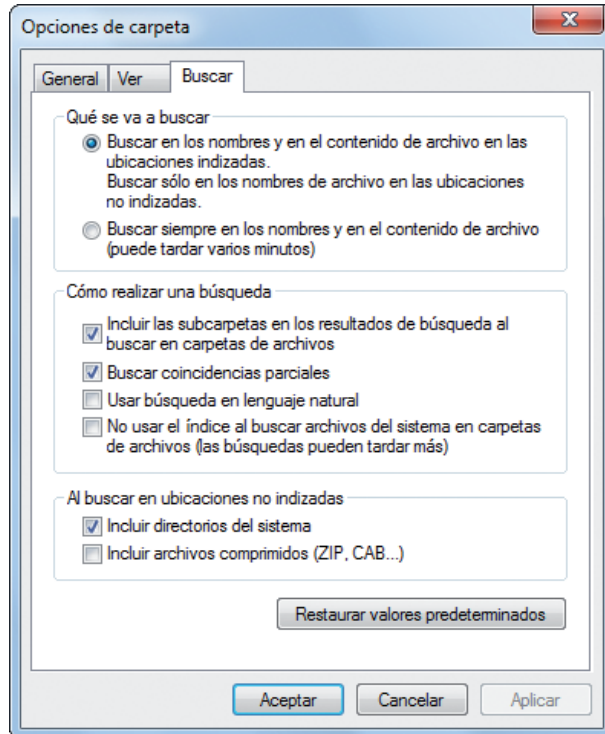 Opciones de carpeta
General
Ver
Buscar
Qué se va a buscar
Buscar en los nombres y en el contenido de archivo en las
ubicaciones indizadas.
Buscar sólo en los nombres de archivo en las ubicaciones
no indizadas.
Buscar siempre en los nombres y en el contenido de archivo
(puede tardar varios minutos)
Cómo realizar una búsqueda
Incluir las subcarpetas en los resultados de búsqueda al
buscar en carpetas de archivos
Buscar coincidencias parciales
Usar búsqueda en lenguaje natural
No usar el índice al buscar archivos del sistema en carpetas
de archivos (las búsquedas pueden tardar más)
Al buscar en ubicaciones no indizadas
Incluir directorios del sistema
Incluir archivos comprimidos (ZIP, CAB...)
Restaurar valores predeterminados
Aceptar
Cancelar
Aplicar